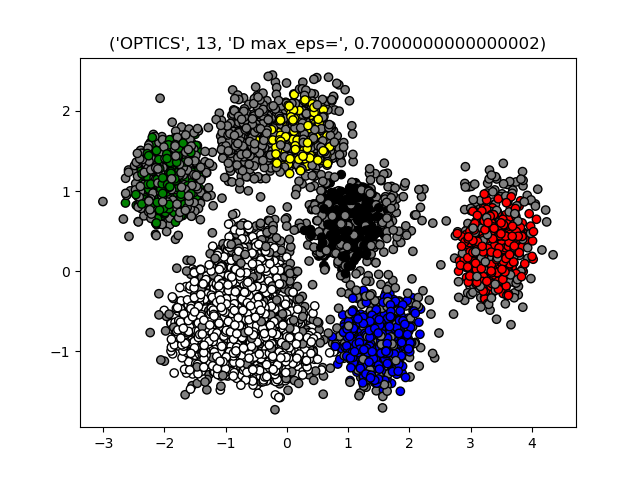 ('OPTICS', 13, 'D max_eps=', 0.7000000000000002)
2
1
0
−1
−3 −2 −1 0 1 2 3 4